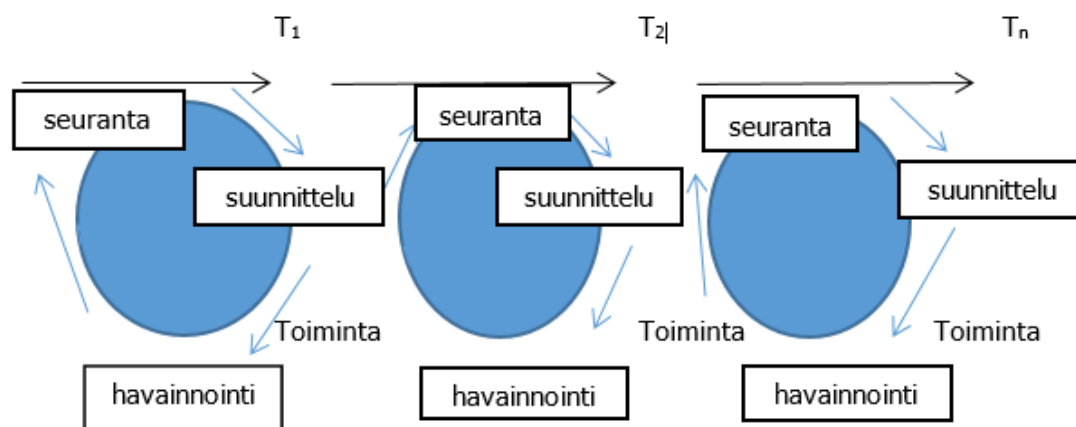 T₁
T₂|
Tₙ
seuranta
seuranta
seuranta
suunnittelu
suunnittelu
suunnittelu
Toiminta
Toiminta
Toiminta
havainnointi
havainnointi
havainnointi